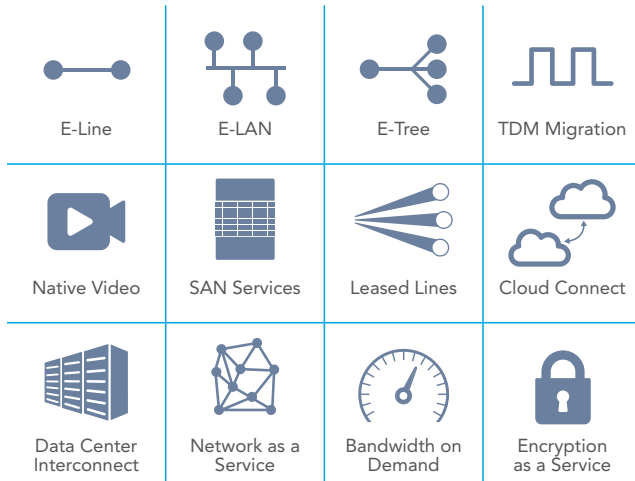 E-Line
E-LAN
E-Tree
TDM Migration
Native Video
SAN Services
Leased Lines
Cloud Connect
Data Center
Interconnect
Network as a
Service
Bandwidth on
Demand
Encryption
as a Service